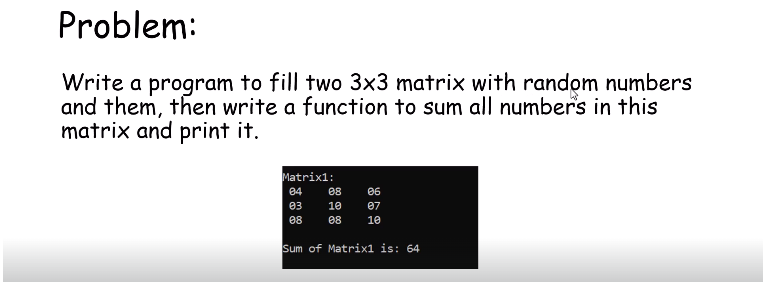 Problem:
Write a program to fill two 3x3 matrix with random numbers
and them, then write a function to sum all numbers in this
matrix and print it.
Matrix1:
04 08 06
03 10 07
08 08 10
Sum of Matrix1 is: 64